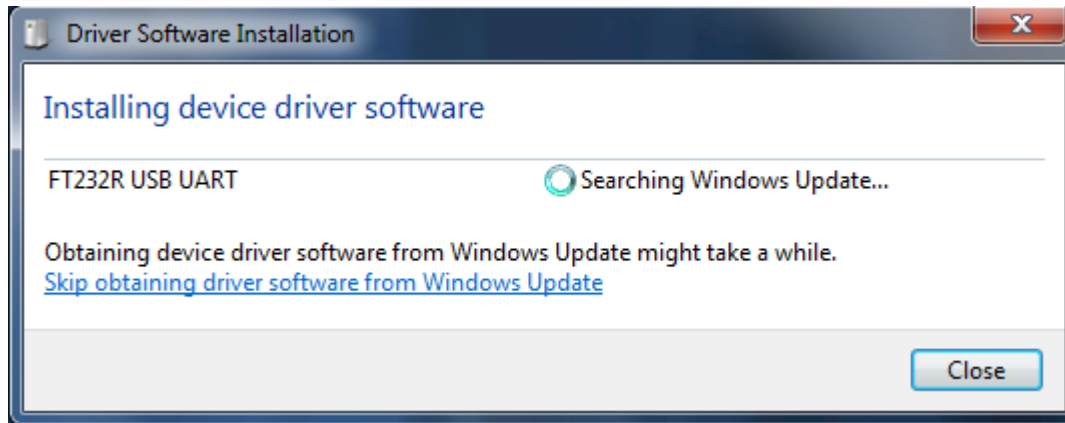 Driver Software Installation
Installing device driver software
FT232R USB UART
Searching Windows Update...
Obtaining device driver software from Windows Update might take a while.
Skip obtaining driver software from Windows Update
Close